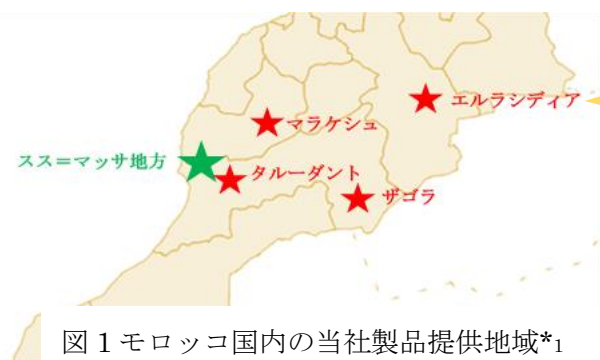 エルラシディア
マラケシュ
スス＝マッサ地方
タルーダント
ザゴラ
図１モロッコ国内の当社製品提供地域*1